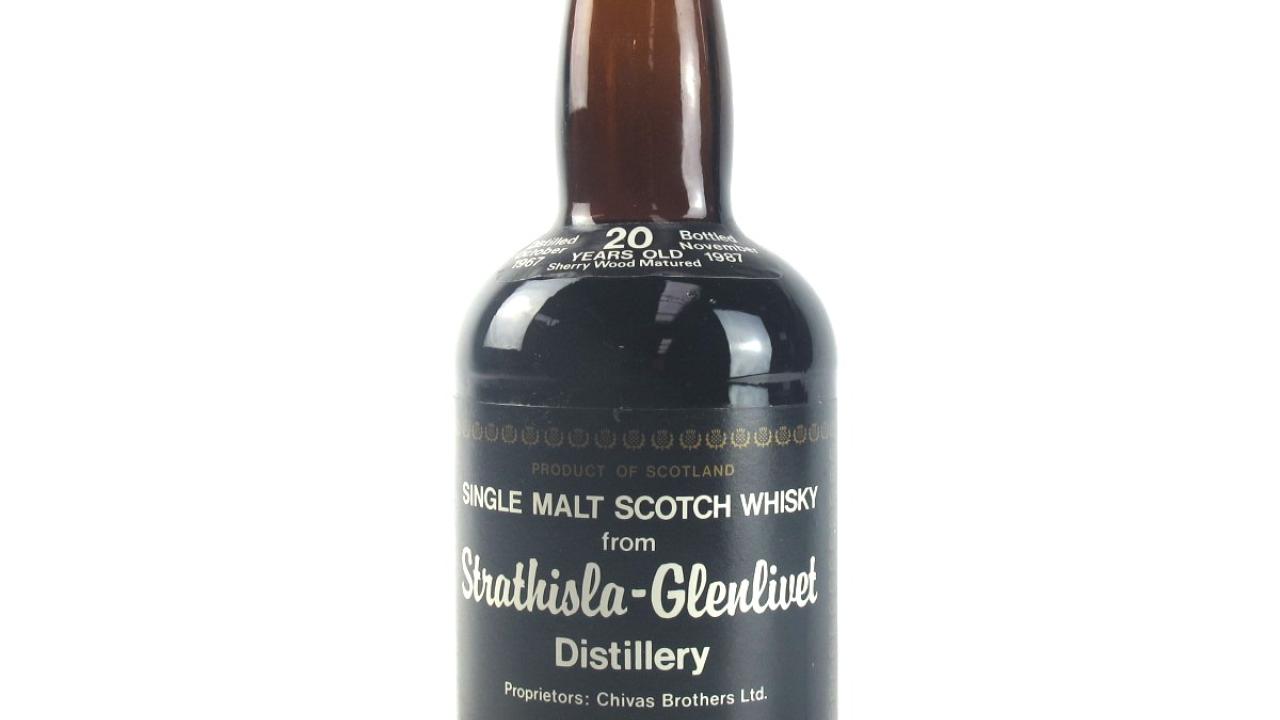 Distilled
October
1967
20
YEARS OLD
Sherry Wood Matured
Bottled
November
1987
PRODUCT OF SCOTLAND
SINGLE MALT SCOTCH WHISKY
from
Strathisla-Glenlivet
Distillery
Proprietors: Chivas Brothers Ltd.